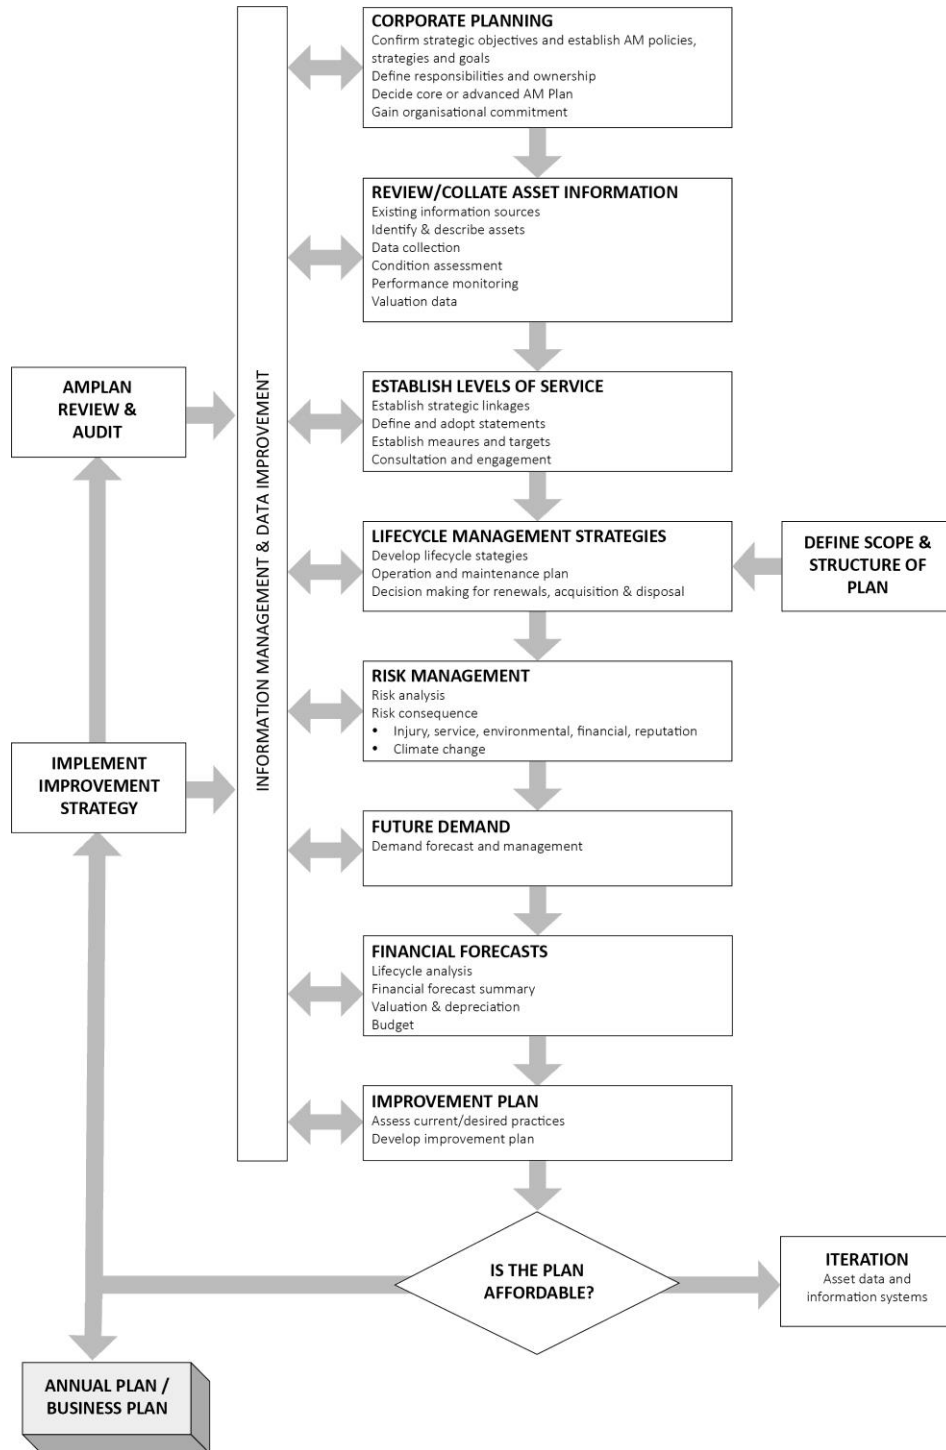 CORPORATE PLANNING
Confirm strategic objectives and establish AM policies,
strategies and goals
Define responsibilities and ownership
Decide core or advanced AM Plan
Gain organisational commitment
REVIEW/COLLATE ASSET INFORMATION
Existing information sources
Identify & describe assets
Data collection
Condition assessment
Performance monitoring
Valuation data
INFORMATION MANAGEMENT & DATA IMPROVEMENT
AMPLAN
REVIEW &
AUDIT
ESTABLISH LEVELS OF SERVICE
Establish strategic linkages
Define and adopt statements
Establish measures and targets
Consultation and engagement
LIFECYCLE MANAGEMENT STRATEGIES
Develop lifecycle stategies
Operation and maintenance plan
Decision making for renewals, acquisition & disposal
DEFINE SCOPE &
STRUCTURE OF
PLAN
RISK MANAGEMENT
Risk analysis
Risk consequence
• Injury, service, environmental, financial, reputation
• Climate change
IMPLEMENT
IMPROVEMENT
STRATEGY
FUTURE DEMAND
Demand forecast and management
FINANCIAL FORECASTS
Lifecycle analysis
Financial forecast summary
Valuation & depreciation
Budget
IMPROVEMENT PLAN
Assess current/desired practices
Develop improvement plan
IS THE PLAN
AFFORDABLE?
ITERATION
Asset data and
information systems
ANNUAL PLAN /
BUSINESS PLAN